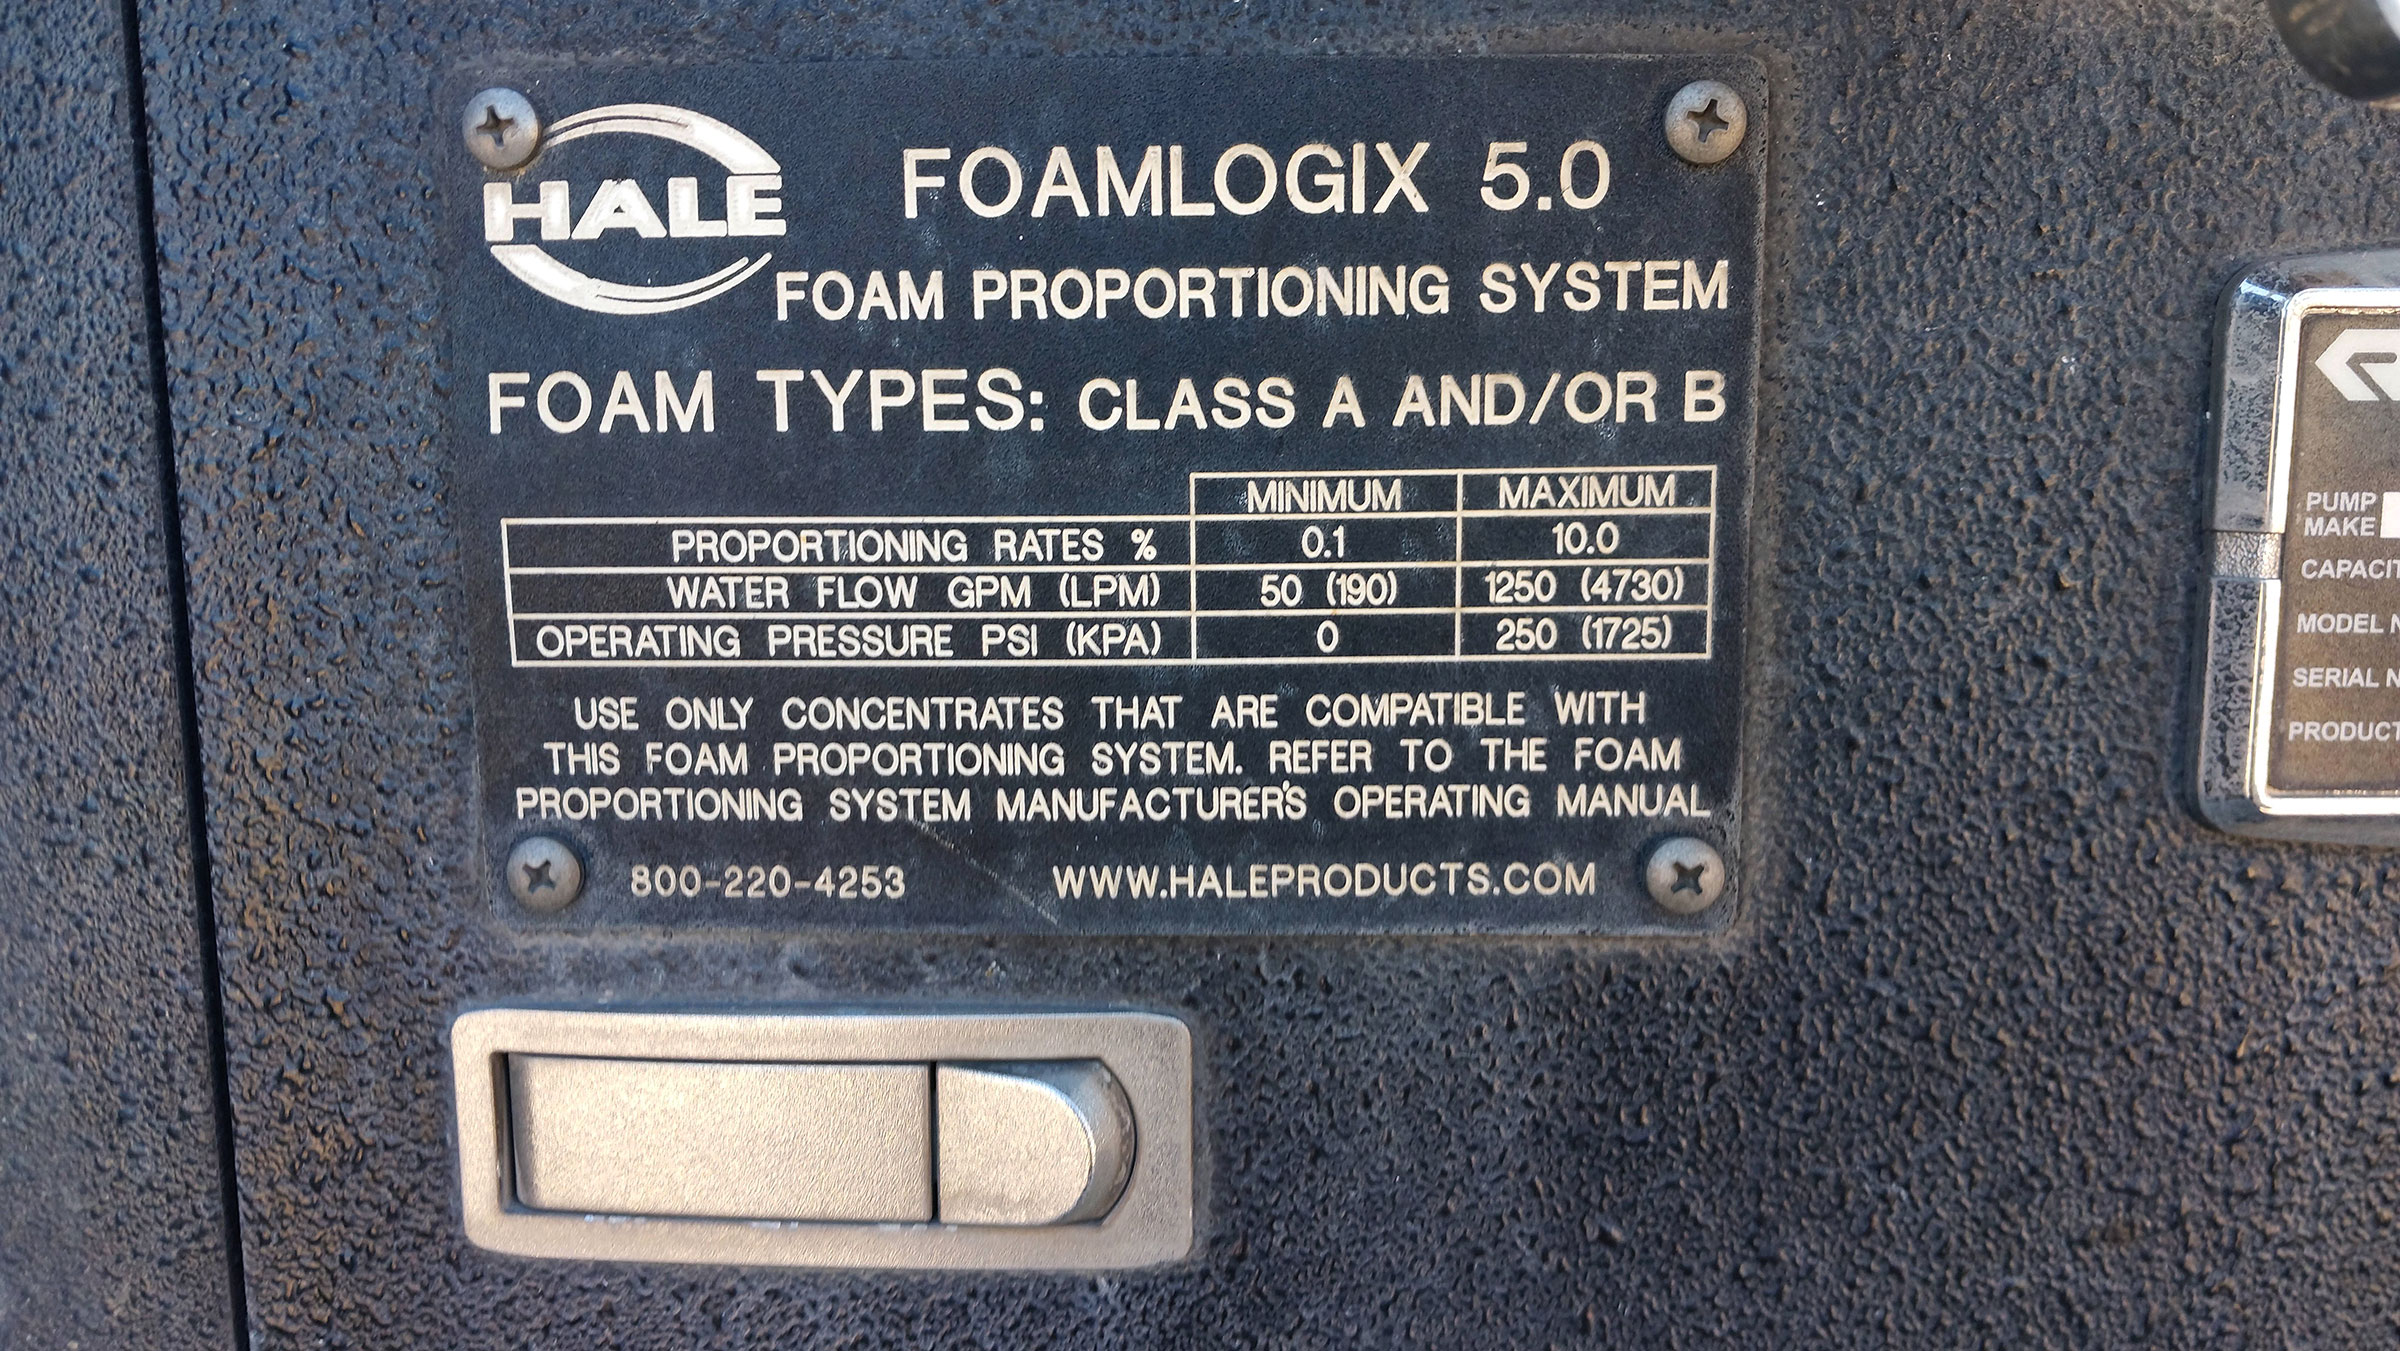 HALE
FOAMLOGIX 5.0
FOAM PROPORTIONING SYSTEM
FOAM TYPES: CLASS A AND/OR B
MINIMUM MAXIMUM
PROPORTIONING RATES % 0.1 10.0
WATER FLOW GPM (LPM) 50 (190) 1250 (4730)
OPERATING PRESSURE PSI (KPA) 0 250 (1725)
USE ONLY CONCENTRATES THAT ARE COMPATIBLE WITH
THIS FOAM PROPORTIONING SYSTEM. REFER TO THE FOAM
PROPORTIONING SYSTEM MANUFACTURER'S OPERATING MANUAL
800-220-4253 WWW.HALEPRODUCTS.COM
PUMP
MAKE
MODEL
SERIAL
PRODUCT